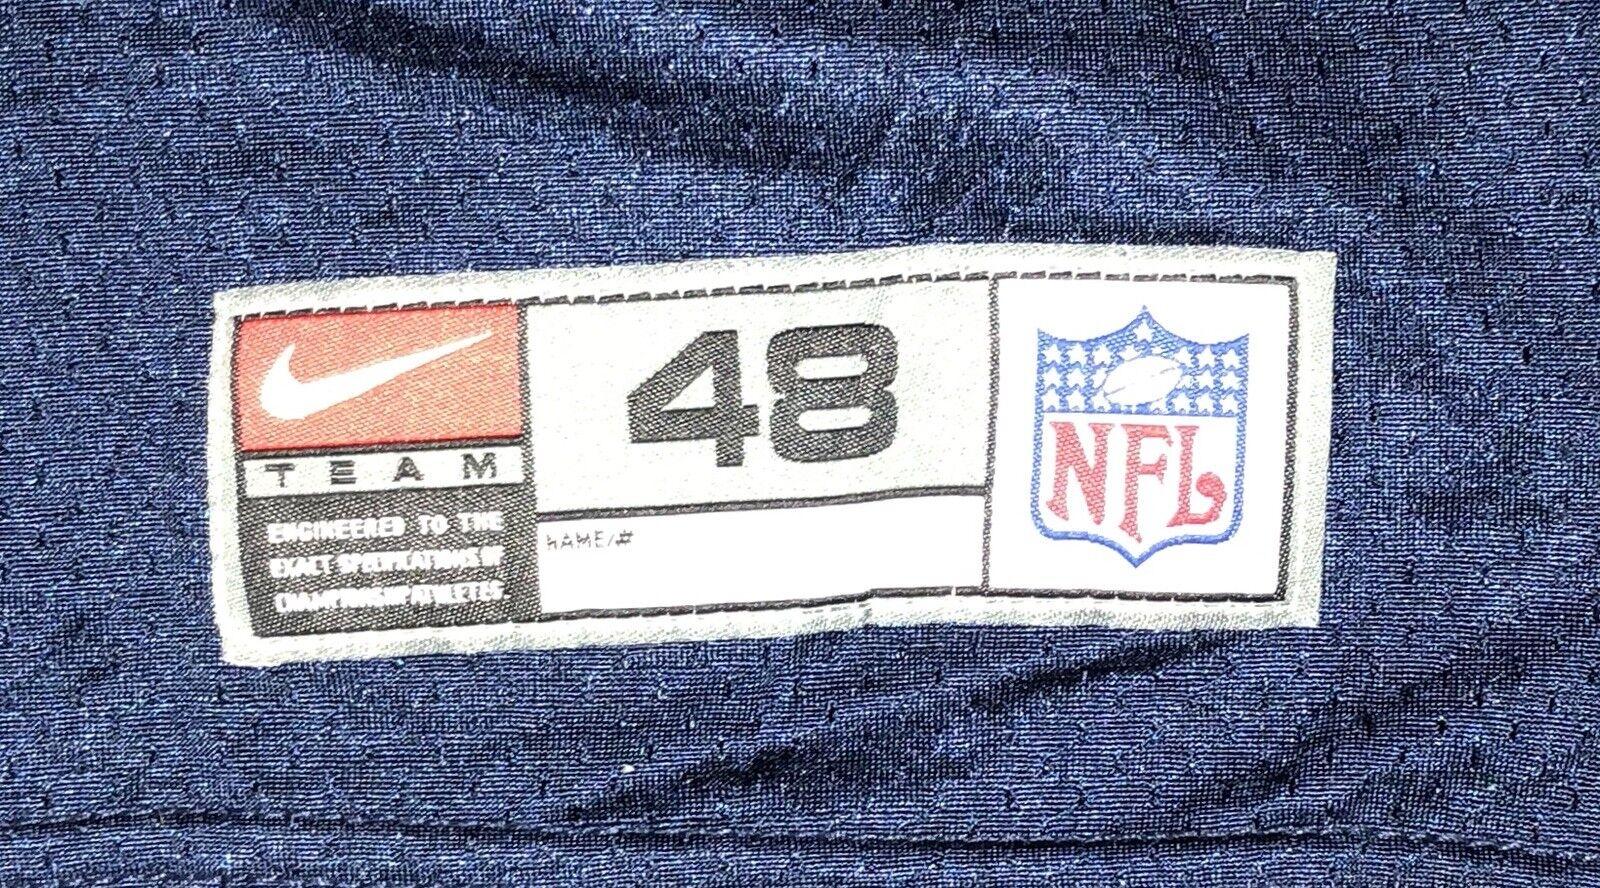 TEAM
ENGINEERED TO THE
EXACT SPECIFICATIONS OF
CHAMPIONSHIP ATHLETES.
48
NAME/#
NFL